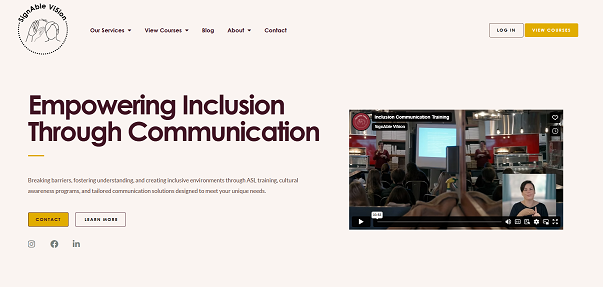 SignAble Vision
Our Services
View Courses
Blog
About
Contact
LOG IN
VIEW COURSES
Empowering Inclusion
Through Communication
Inclusion Communication Training
SignAble Vision
Breaking barriers, fostering understanding, and creating inclusive environments through ASL training, cultural
awareness programs, and tailored communication solutions designed to meet your unique needs.
CONTACT
LEARN MORE